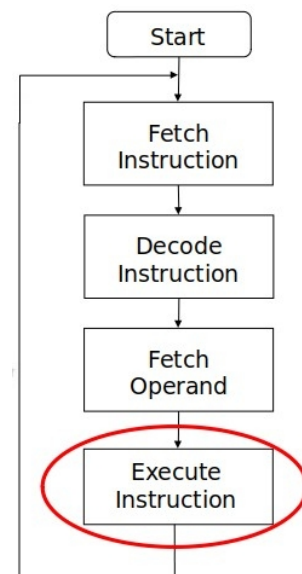 Start
Fetch
Instruction
Decode
Instruction
Fetch
Operand
Execute
Instruction